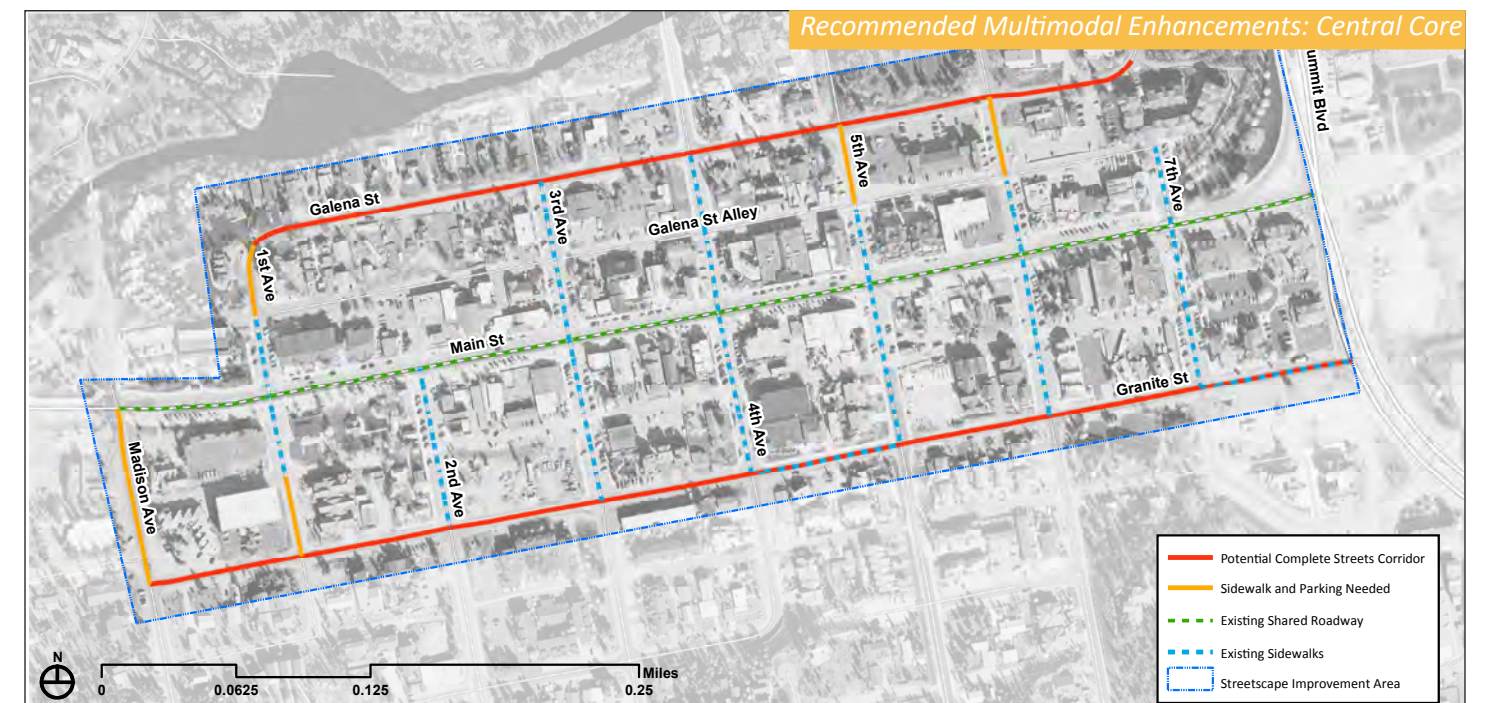 Recommended Multimodal Enhancements: Central Core
ummit Blvd
5th Ave
7th Ave
Galena St
3rd Ave
Galena St Alley
1st Ave
Main St
Granite St
4th Ave
Madison Ave
2nd Ave
Potential Complete Streets Corridor
Sidewalk and Parking Needed
Existing Shared Roadway
Existing Sidewalks
Streetscape Improvement Area
N
Miles
0
0.0625
0.125
0.25